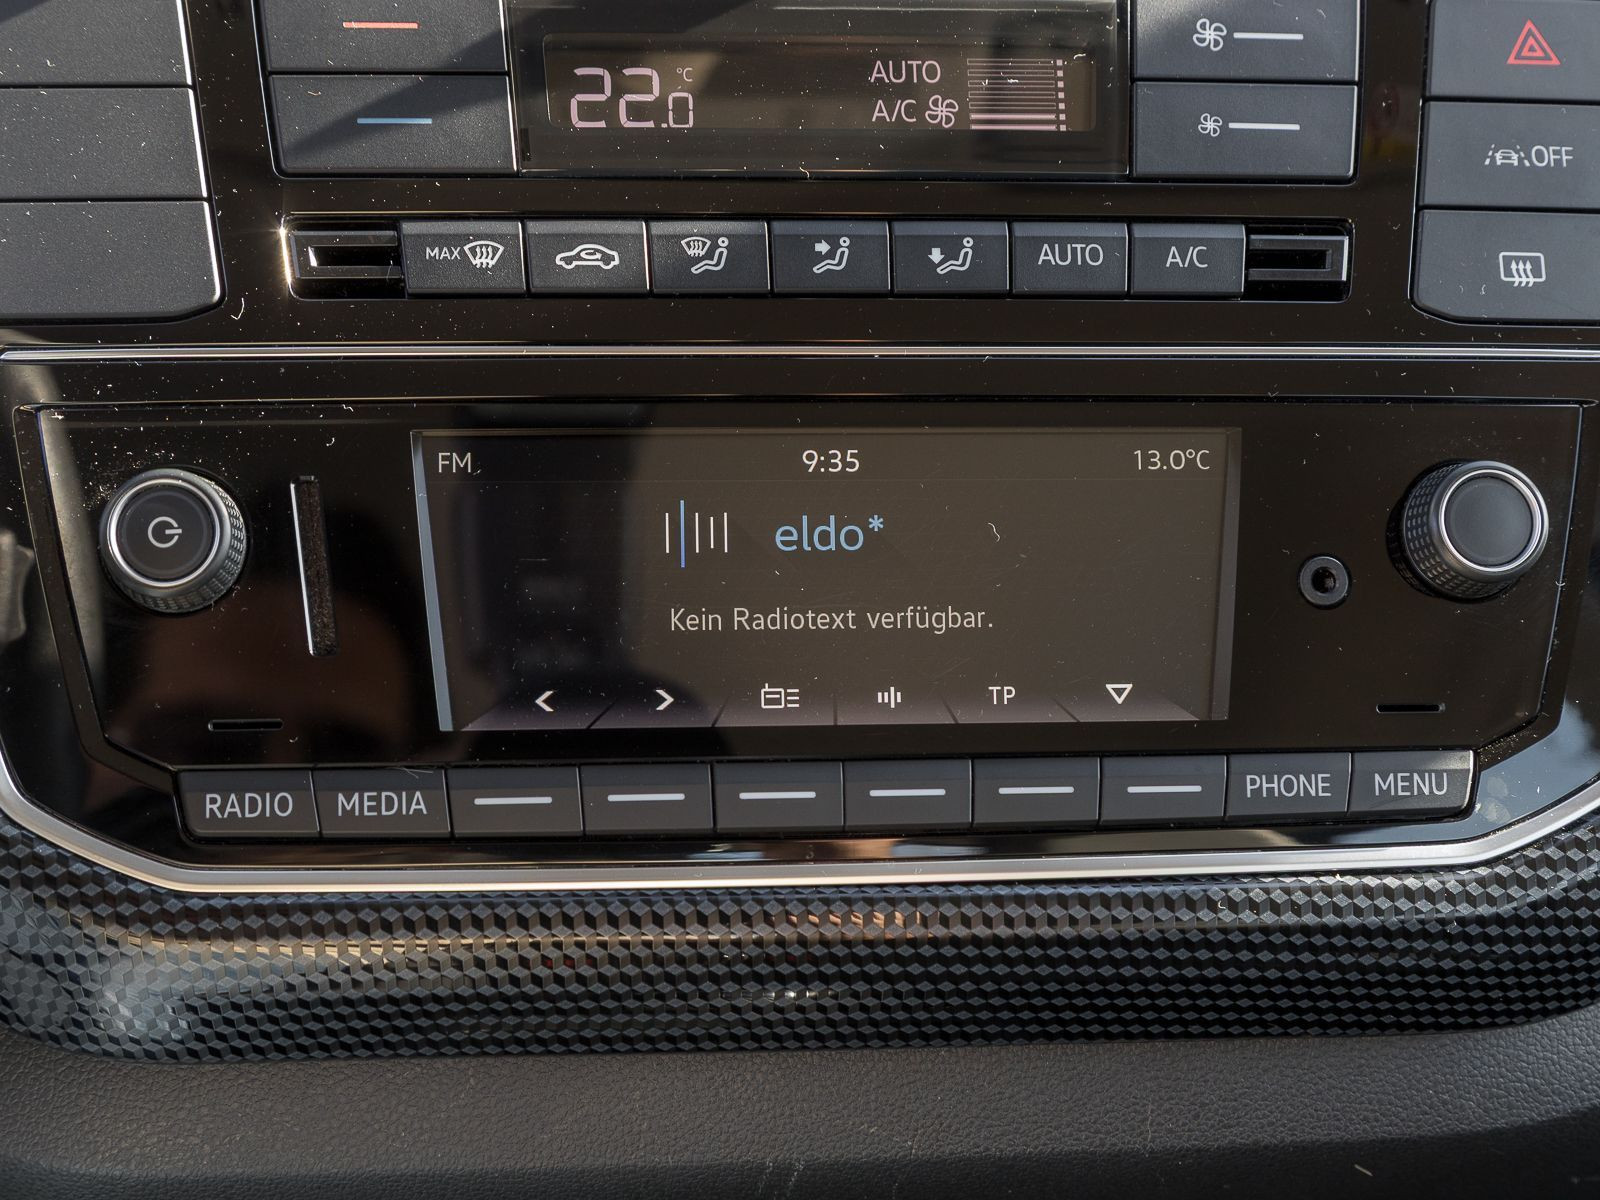 22.0 °C AUTO
A/C
OFF
MAX AUTO A/C
FM 9:35 13.0°C
eldo*
Kein Radiotext verfügbar.
TP
RADIO MEDIA PHONE MENU